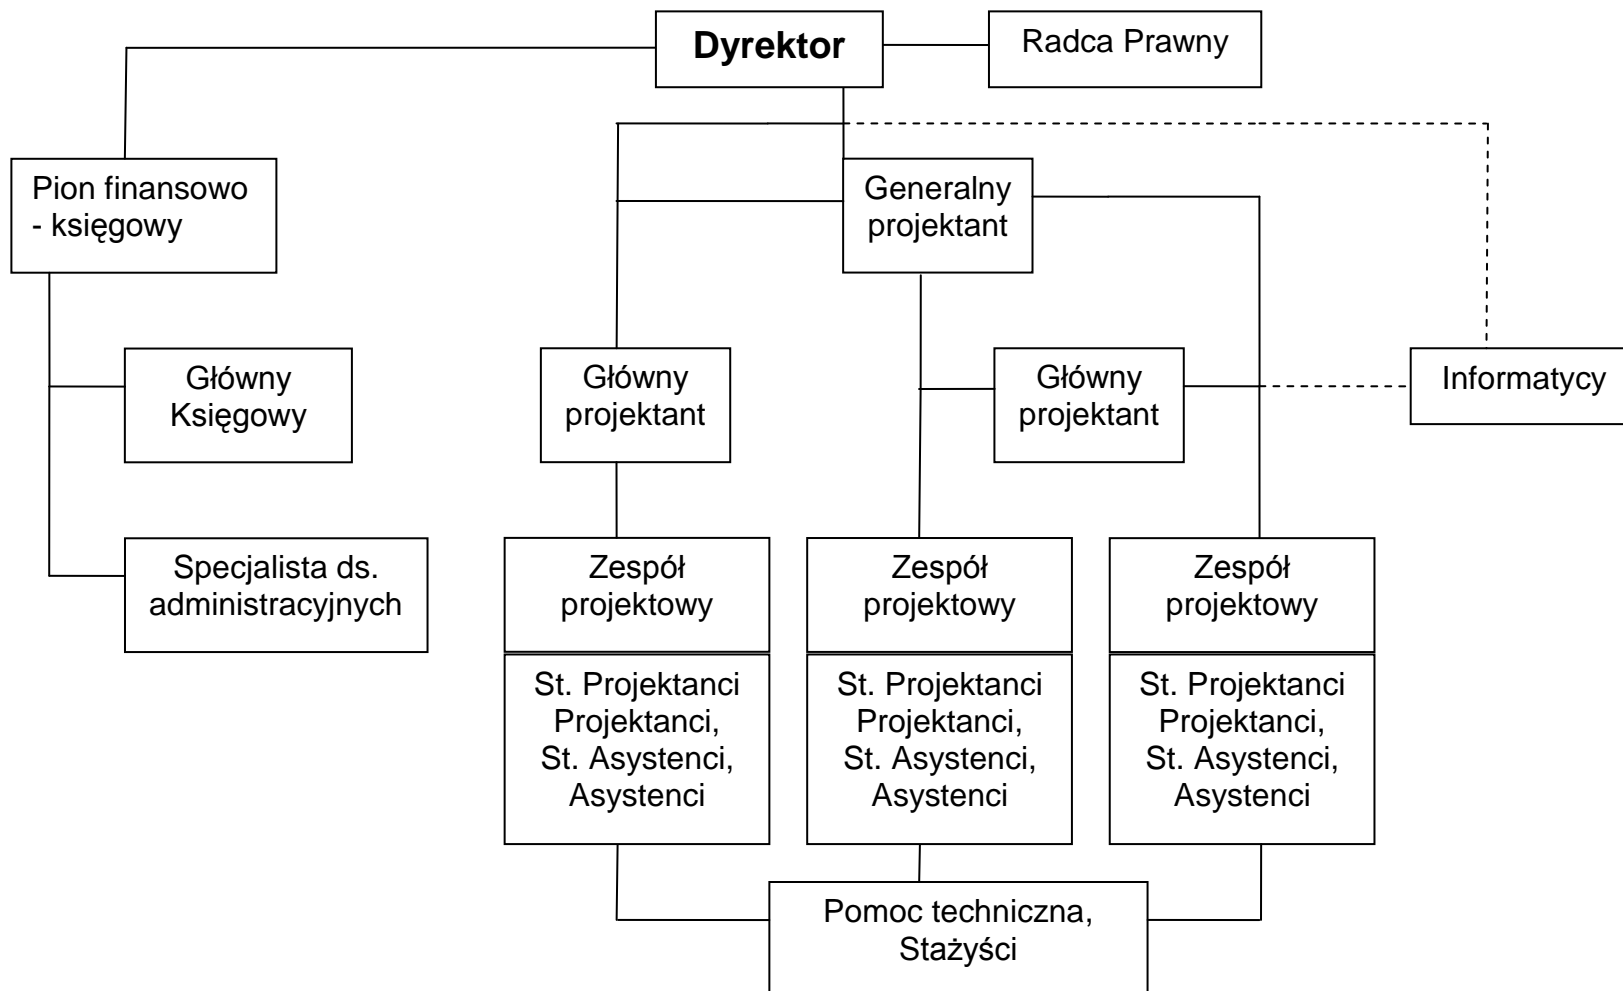 Dyrektor
Radca Prawny
Pion finansowo
- księgowy
Generalny
projektant
Główny
Księgowy
Główny
projektant
Główny
projektant
Informatycy
Specjalista ds.
administracyjnych
Zespół
projektowy
Zespół
projektowy
Zespół
projektowy
St. Projektanci
Projektanci,
St. Asystenci,
Asystenci
St. Projektanci
Projektanci,
St. Asystenci,
Asystenci
St. Projektanci
Projektanci,
St. Asystenci,
Asystenci
Pomoc techniczna,
Stażyści